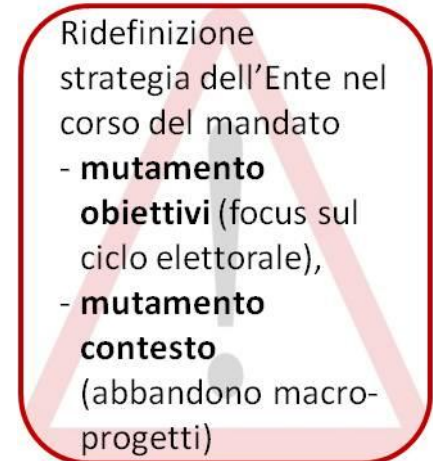 Ridefinizione
strategia dell’Ente nel
corso del mandato
- mutamento
obiettivi (focus sul
ciclo elettorale),
- mutamento
contesto
(abbandono macro-
progetti)